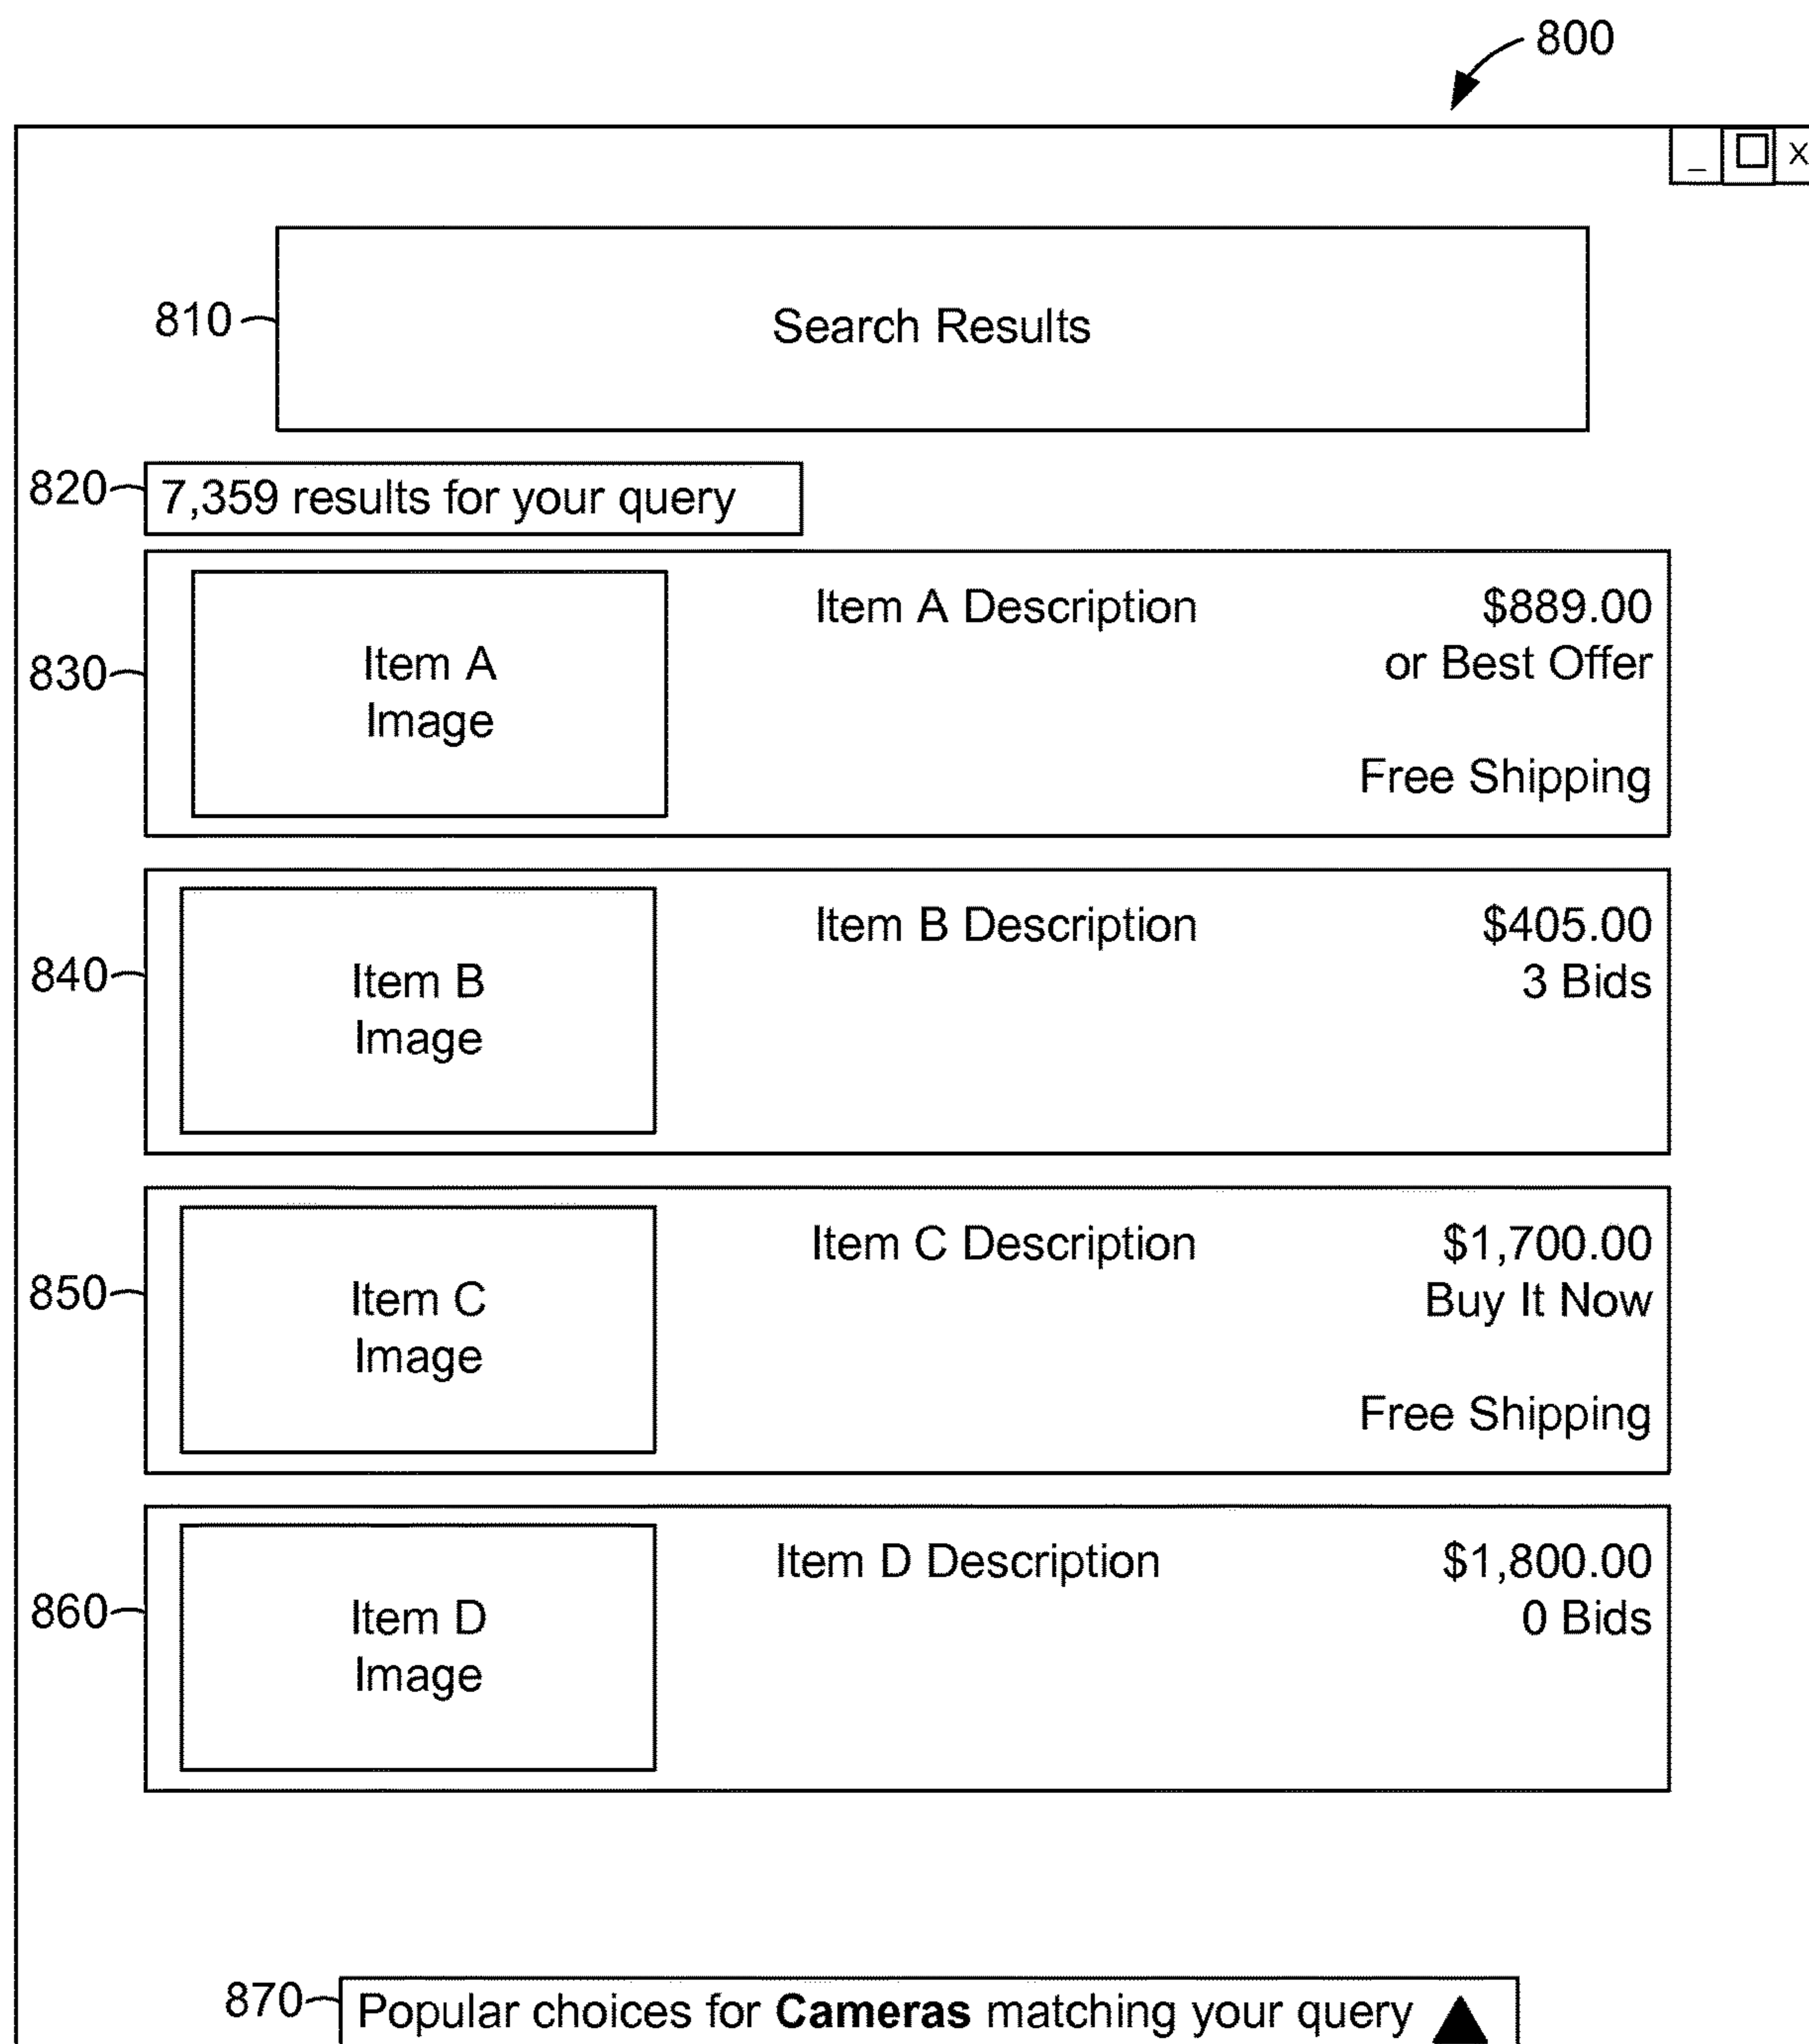 800
_ X
810 Search Results
820 7,359 results for your query
830
Item A
Image
Item A Description
$889.00
or Best Offer
Free Shipping
840
Item B
Image
Item B Description
$405.00
3 Bids
850
Item C
Image
Item C Description
$1,700.00
Buy It Now
Free Shipping
860
Item D
Image
Item D Description
$1,800.00
0 Bids
870 Popular choices for Cameras matching your query